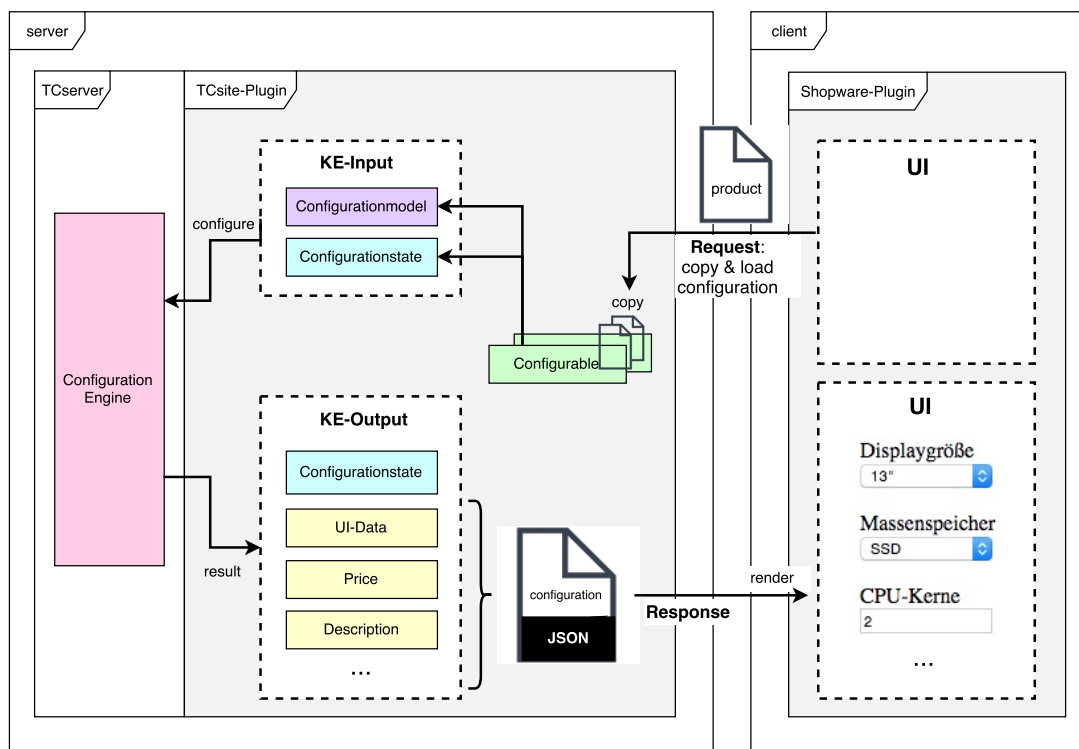 server
client
TCserver
TCsite-Plugin
Shopware-Plugin
KE-Input
Configurationmodel
Configurationstate
configure
product
Request:
copy & load
configuration
copy
Configurable
UI
Configuration
Engine
KE-Output
Configurationstate
UI-Data
Price
Description
...
result
configuration
JSON
Response
render
UI
Displaygröße
13"
Massenspeicher
SSD
CPU-Kerne
2
...